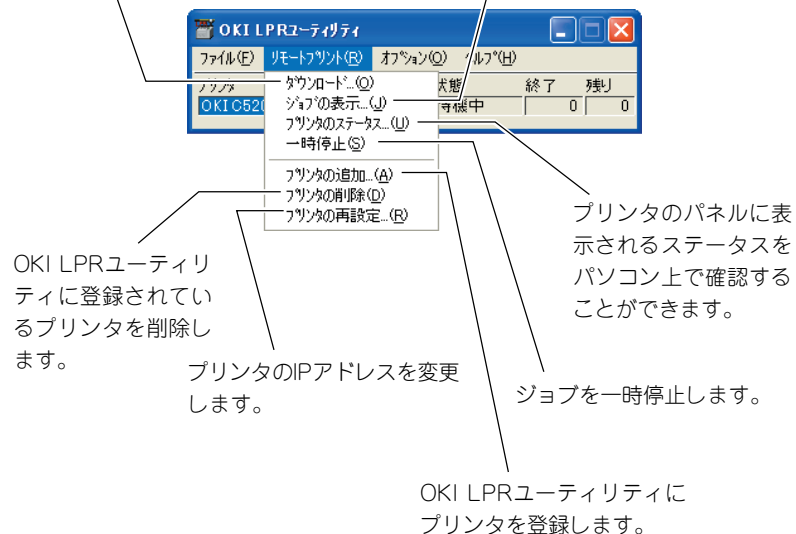 OKI LPRユーティリティ
ファイル(F) リモートプリント(R) オプション(O) ヘルプ(H)
プリンタ 状態 終了 残り
OKI C520 待機中 0 0
ダウンロード...(O)
ジョブの表示...(J)
プリンタのステータス...(U)
一時停止(S)
プリンタの追加...(A)
プリンタの削除(D)
プリンタの再設定...(R)
プリンタのパネルに表
示されるステータスを
パソコン上で確認する
ことができます。
OKI LPRユーティリ
ティに登録されてい
るプリンタを削除し
ます。
プリンタのIPアドレスを変更
します。
ジョブを一時停止します。
OKI LPRユーティリティに
プリンタを登録します。